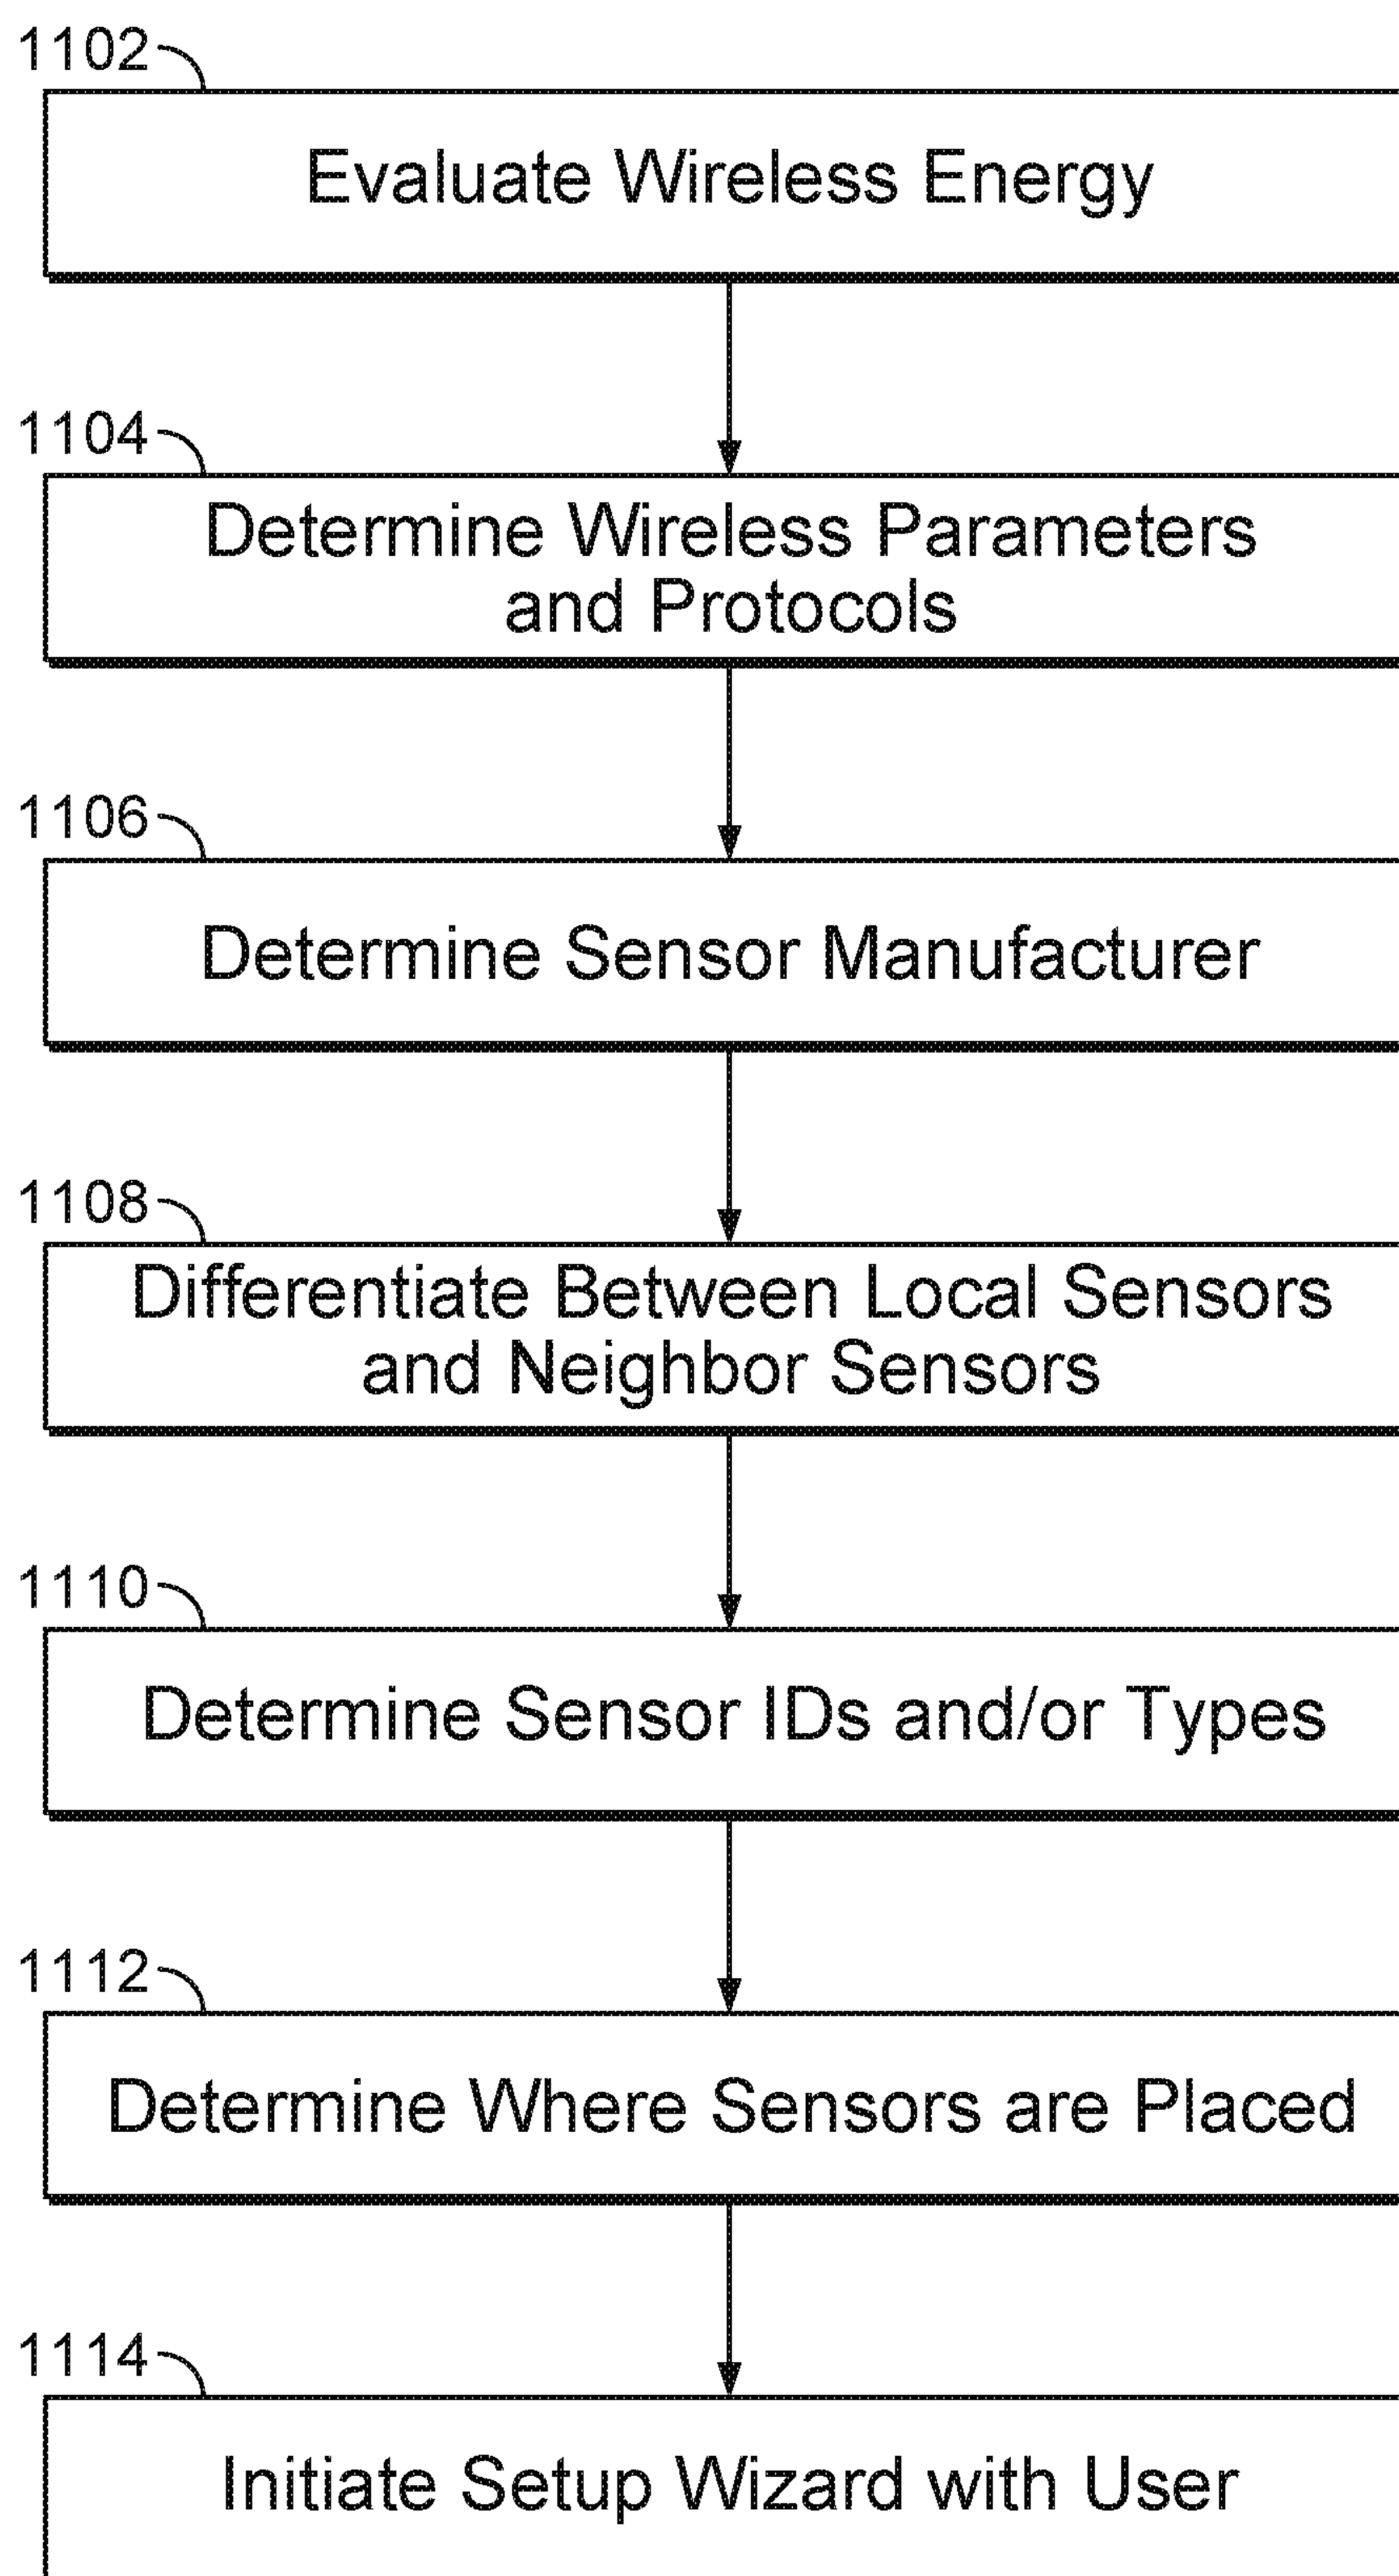 1102
Evaluate Wireless Energy
1104
Determine Wireless Parameters
and Protocols
1106
Determine Sensor Manufacturer
1108
Differentiate Between Local Sensors
and Neighbor Sensors
1110
Determine Sensor IDs and/or Types
1112
Determine Where Sensors are Placed
1114
Initiate Setup Wizard with User